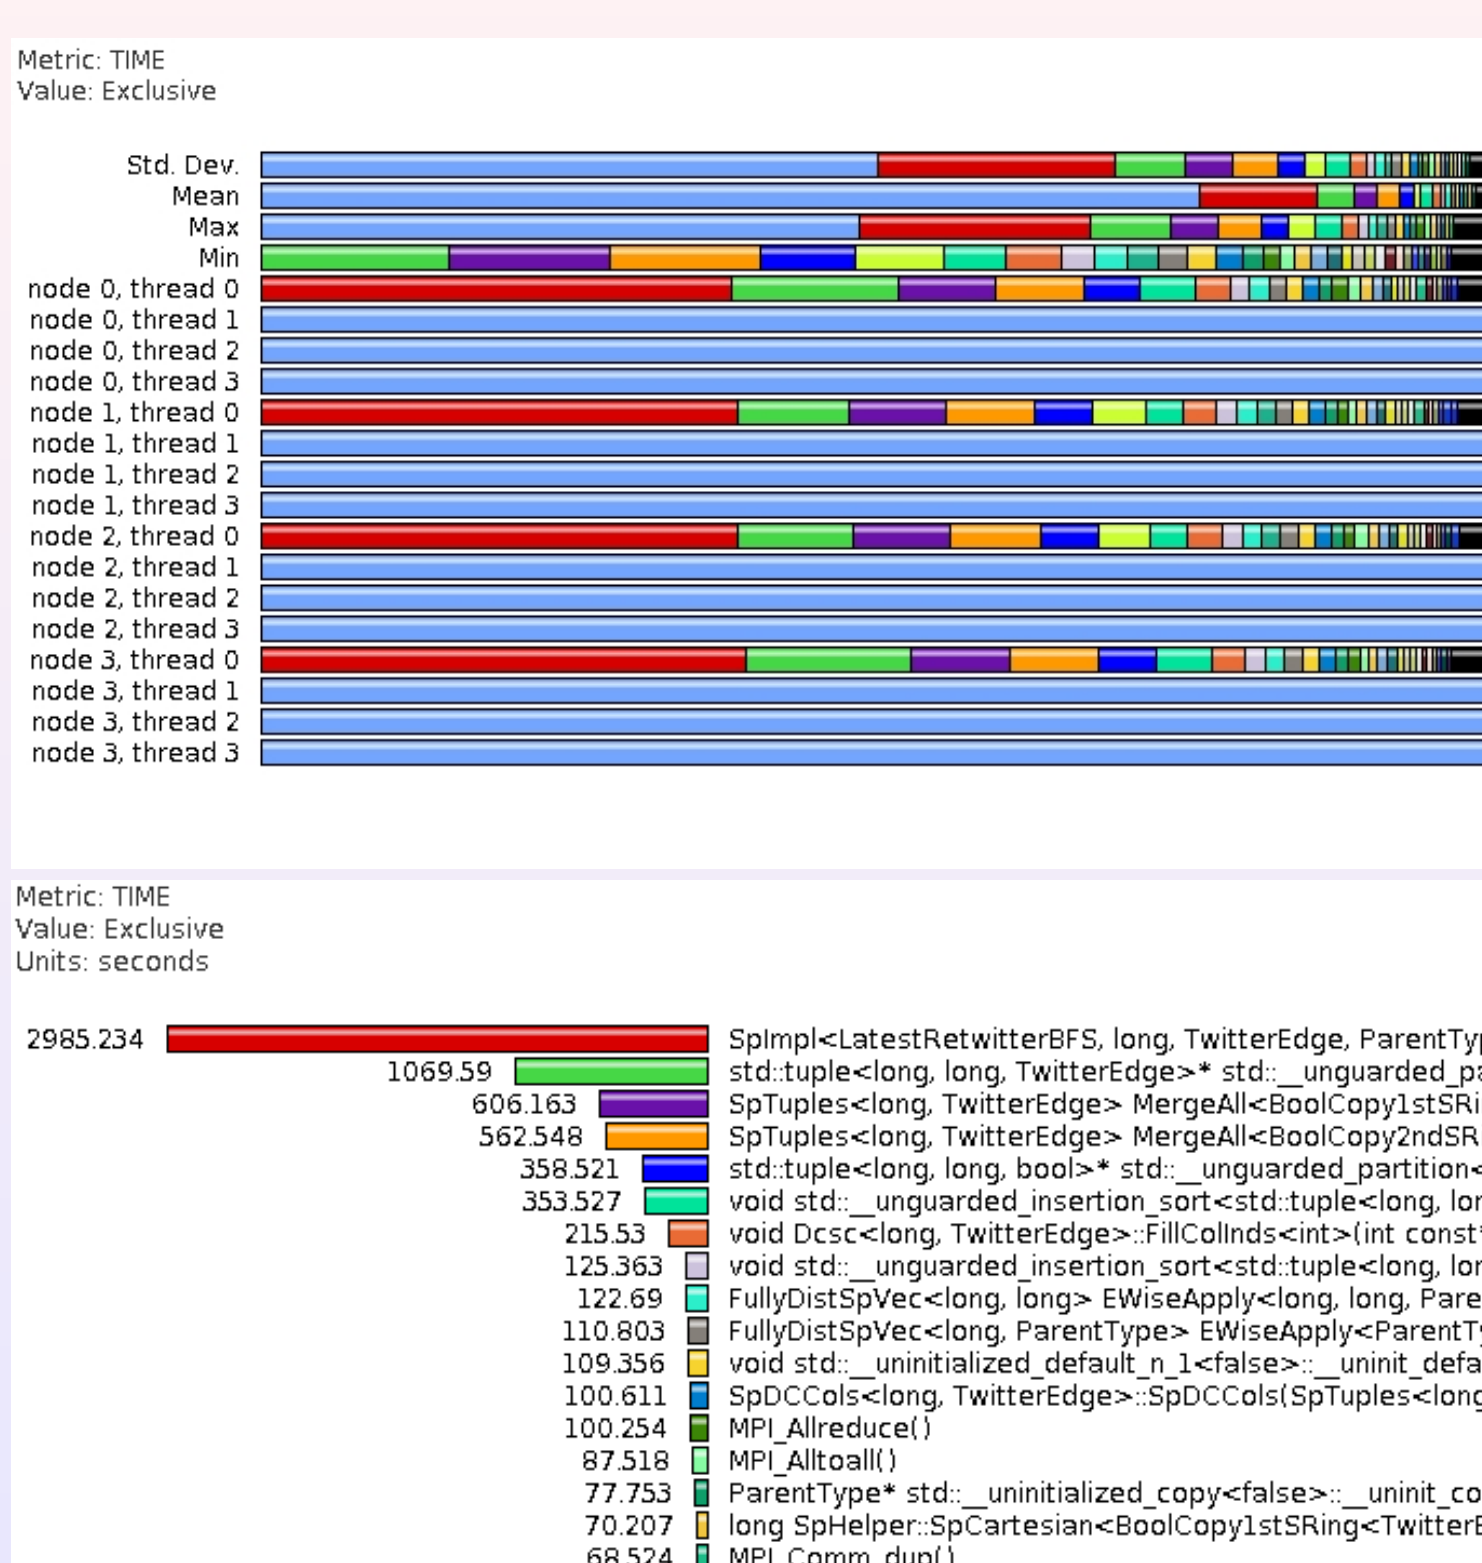 Metric: TIME
Value: Exclusive
Std. Dev.
Mean
Max
Min
node 0, thread 0
node 0, thread 1
node 0, thread 2
node 0, thread 3
node 1, thread 0
node 1, thread 1
node 1, thread 2
node 1, thread 3
node 2, thread 0
node 2, thread 1
node 2, thread 2
node 2, thread 3
node 3, thread 0
node 3, thread 1
node 3, thread 2
node 3, thread 3
Metric: TIME
Value: Exclusive
Units: seconds
2985.234 SpImpl<LatestRetwitterBFS, long, TwitterEdge, ParentTyp
1069.59 std::tuple<long, long, TwitterEdge>* std::__unguarded_pa
606.163 SpTuples<long, TwitterEdge> MergeAll<BoolCopy1stSRi
562.548 SpTuples<long, TwitterEdge> MergeAll<BoolCopy2ndSR
358.521 std::tuple<long, long, bool>* std::__unguarded_partition<
353.527 void std::__unguarded_insertion_sort<std::tuple<long, lon
215.53 void Dcsc<long, TwitterEdge>::FillColInds<int>(int const*
125.363 void std::__unguarded_insertion_sort<std::tuple<long, lon
122.69 FullyDistSpVec<long, long> EWiseApply<long, long, Pare
110.803 FullyDistSpVec<long, ParentType> EWiseApply<ParentTy
109.356 void std::__uninitialized_default_n_1<false>::__uninit_defa
100.611 SpDCCols<long, TwitterEdge>::SpDCCols(SpTuples<long
100.254 MPI_Allreduce()
87.518 MPI_Alltoall()
77.753 ParentType* std::__uninitialized_copy<false>::__uninit_co
70.207 long SpHelper::SpCartesian<BoolCopy1stSRing<TwitterE
68.524 MPI_Comm_dup()